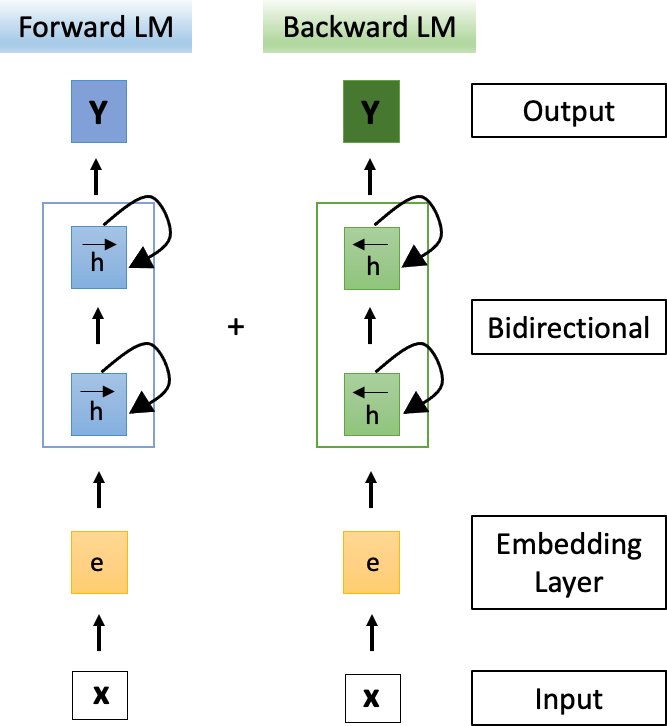 Forward LM
Backward LM
Y
Y
Output
h
h
+
Bidirectional
h
h
e
e
Embedding
Layer
x
x
Input